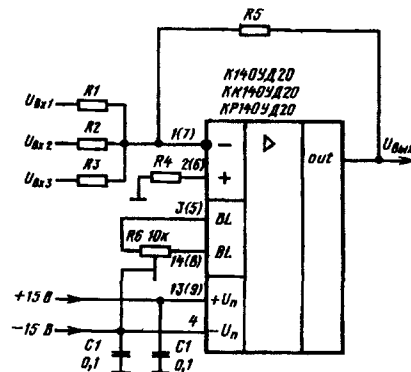 R5
К140УД20
КК140УД20
КР140УД20
R1
Uвх1
1(7)
R2
Uвх2
out
Uвых
R3
R4
2(6)
Uвх3
3(5)
BL
R6 10к
14(8)
BL
13(9)
+15 В
+Uп
4
-15 В
-Uп
C1
0,1
C1
0,1